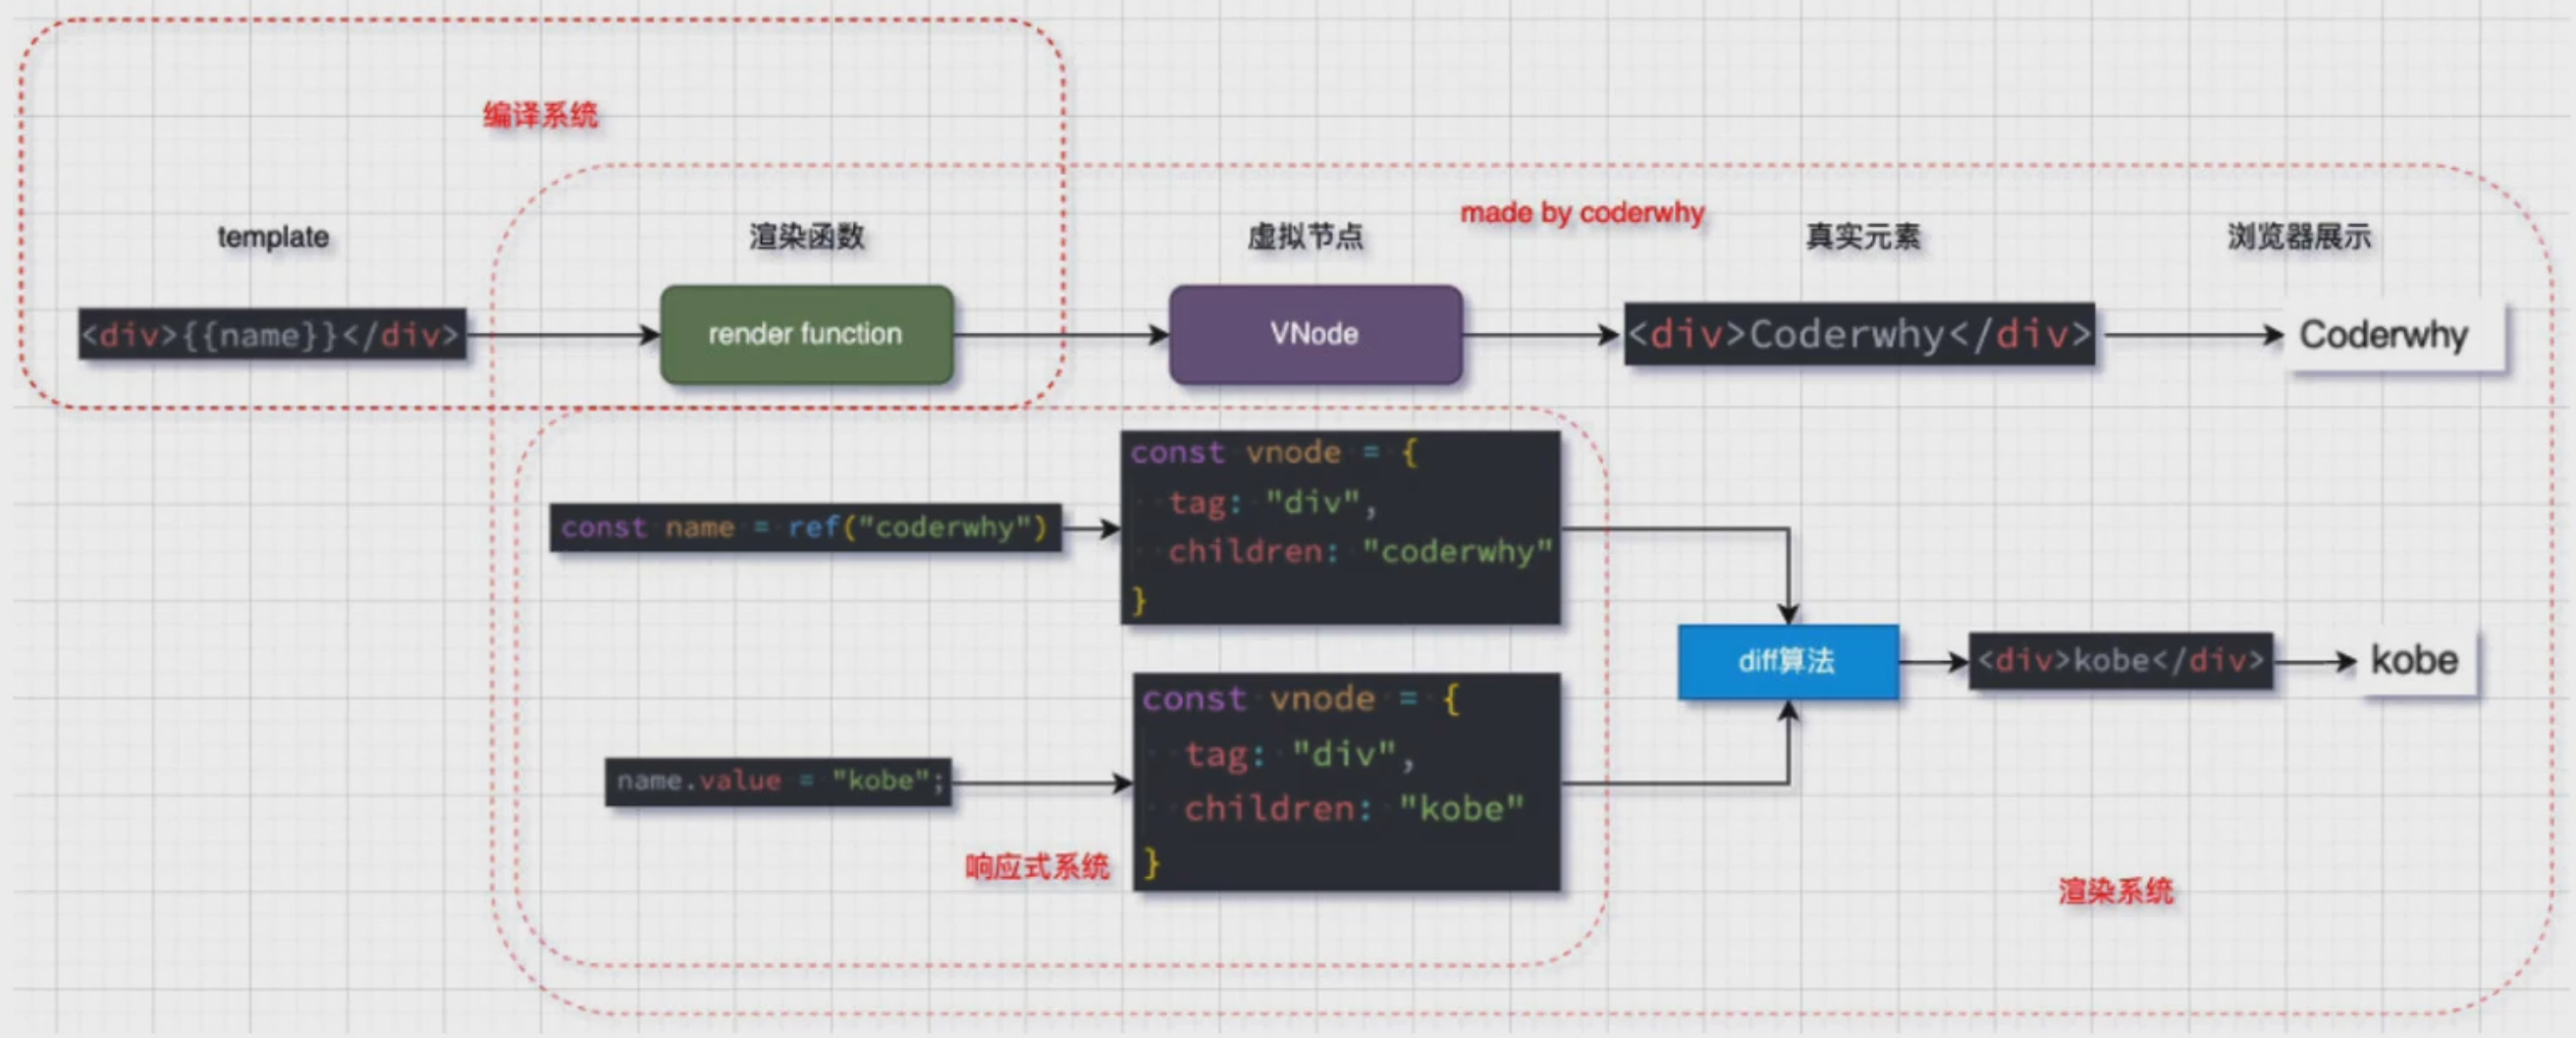 编译系统
made by coderwhy
template
渲染函数
虚拟节点
真实元素
浏览器展示
<div>{{name}}</div>
render function
VNode
<div>Coderwhy</div>
Coderwhy
const name = ref("coderwhy")
const vnode = {
tag: "div",
children: "coderwhy"
}
diff算法
<div>kobe</div>
kobe
name.value = "kobe";
const vnode = {
tag: "div",
children: "kobe"
}
响应式系统
渲染系统